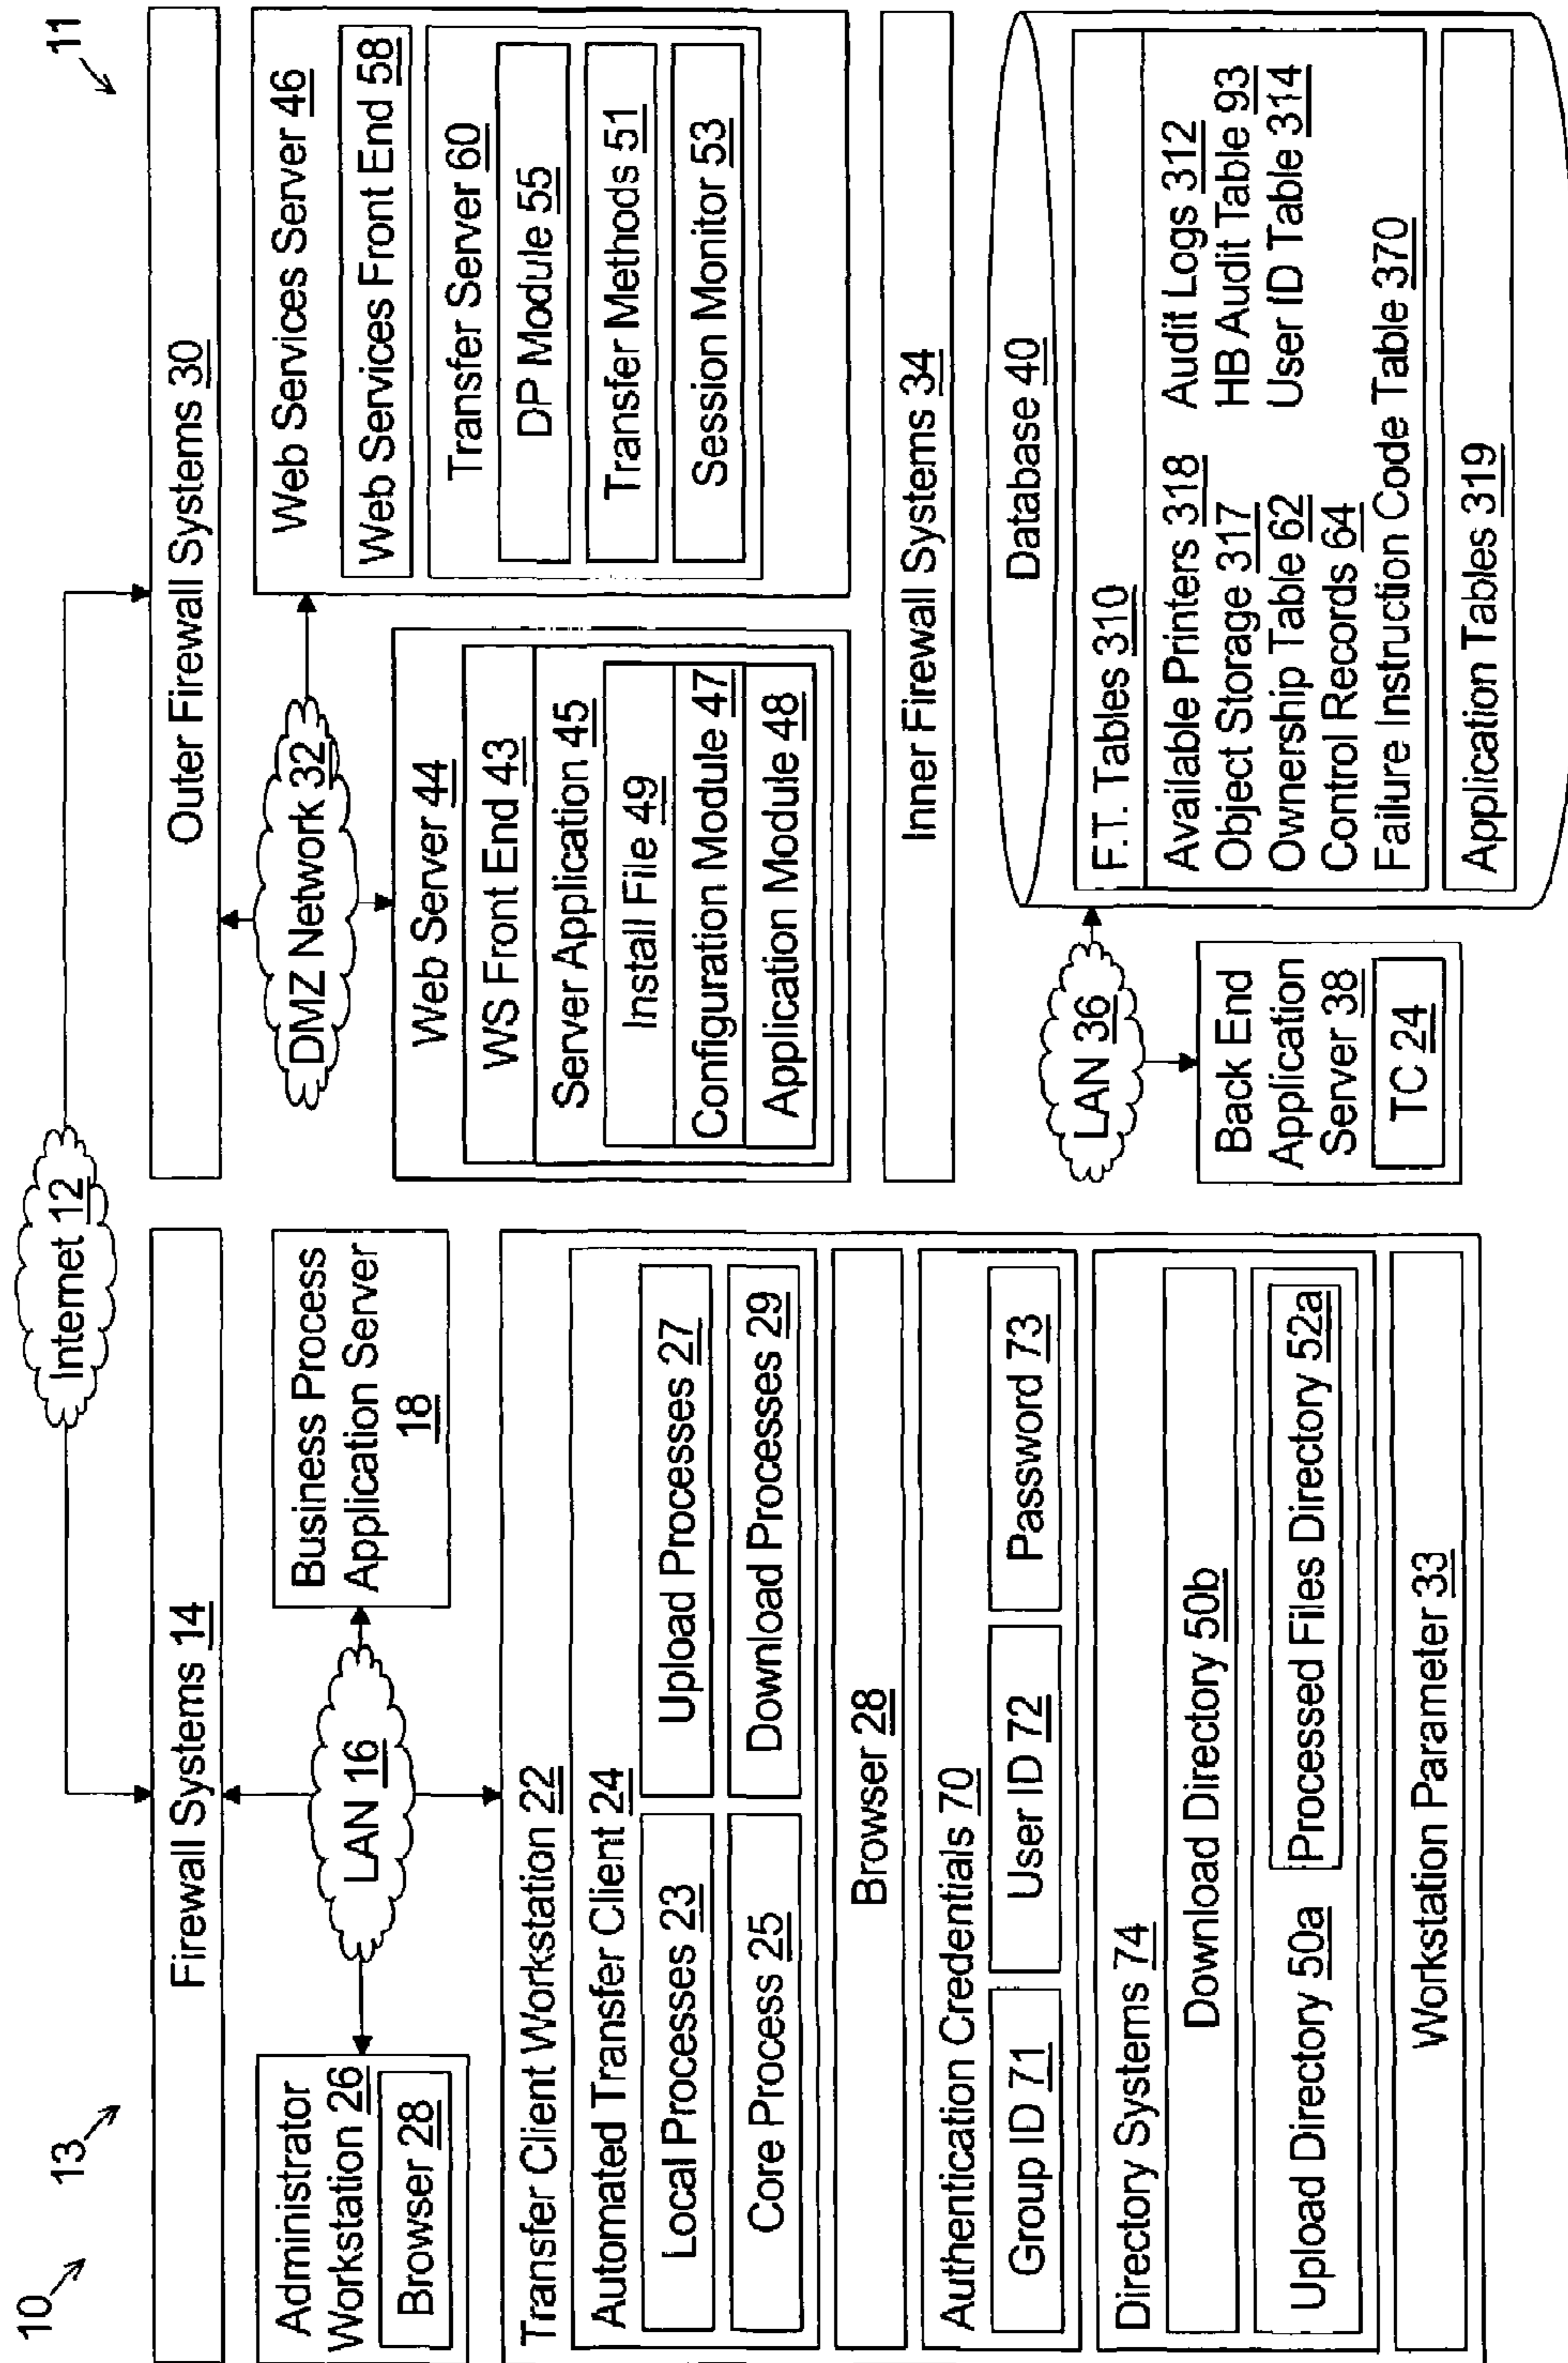 10
13
11
Internet 12
Firewall Systems 14
Administrator
Workstation 26
Browser 28
LAN 16
Business Process
Application Server
18
Transfer Client Workstation 22
Automated Transfer Client 24
Local Processes 23
Upload Processes 27
Core Process 25
Download Processes 29
Browser 28
Authentication Credentials 70
Group ID 71
User ID 72
Password 73
Directory Systems 74
Download Directory 50b
Upload Directory 50a
Processed Files Directory 52a
Workstation Parameter 33
Outer Firewall Systems 30
DMZ Network 32
Web Server 44
WS Front End 43
Server Application 45
Install File 49
Configuration Module 47
Application Module 48
Web Services Server 46
Web Services Front End 58
Transfer Server 60
DP Module 55
Transfer Methods 51
Session Monitor 53
Inner Firewall Systems 34
LAN 36
Back End
Application
Server 38
TC 24
Database 40
F.T. Tables 310
Available Printers 318 Audit Logs 312
Object Storage 317 HB Audit Table 93
Ownership Table 62 User ID Table 314
Control Records 64
Failure Instruction Code Table 370
Application Tables 319